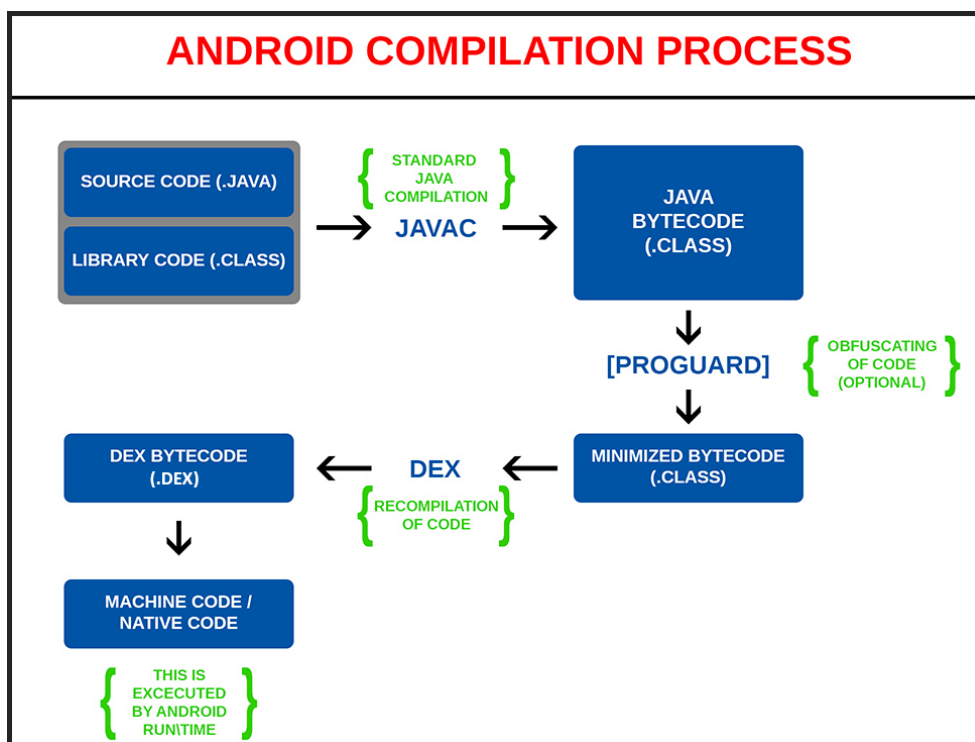 ANDROID COMPILATION PROCESS
SOURCE CODE (.JAVA)
LIBRARY CODE (.CLASS)
STANDARD
JAVA
COMPILATION
JAVAC
JAVA
BYTECODE
(.CLASS)
[PROGUARD]
OBFUSCATING
OF CODE
(OPTIONAL)
MINIMIZED BYTECODE
(.CLASS)
DEX
RECOMPILATION
OF CODE
DEX BYTECODE
(.DEX)
MACHINE CODE /
NATIVE CODE
THIS IS
EXCECUTED
BY ANDROID
RUN\TIME